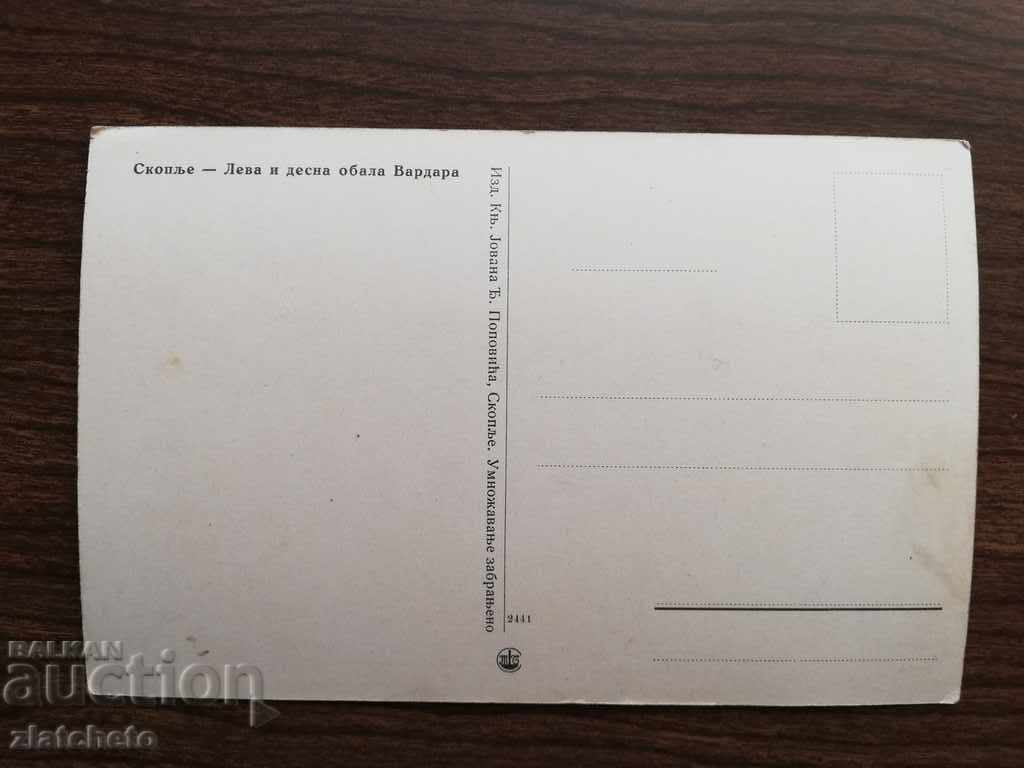 Скопље — Лева и десна обала Вардара
Изд. Књ. Јована Ђ. Поповића, Скопље. Умножавање забрањено
2441
BALKAN
auction
zlatcheto